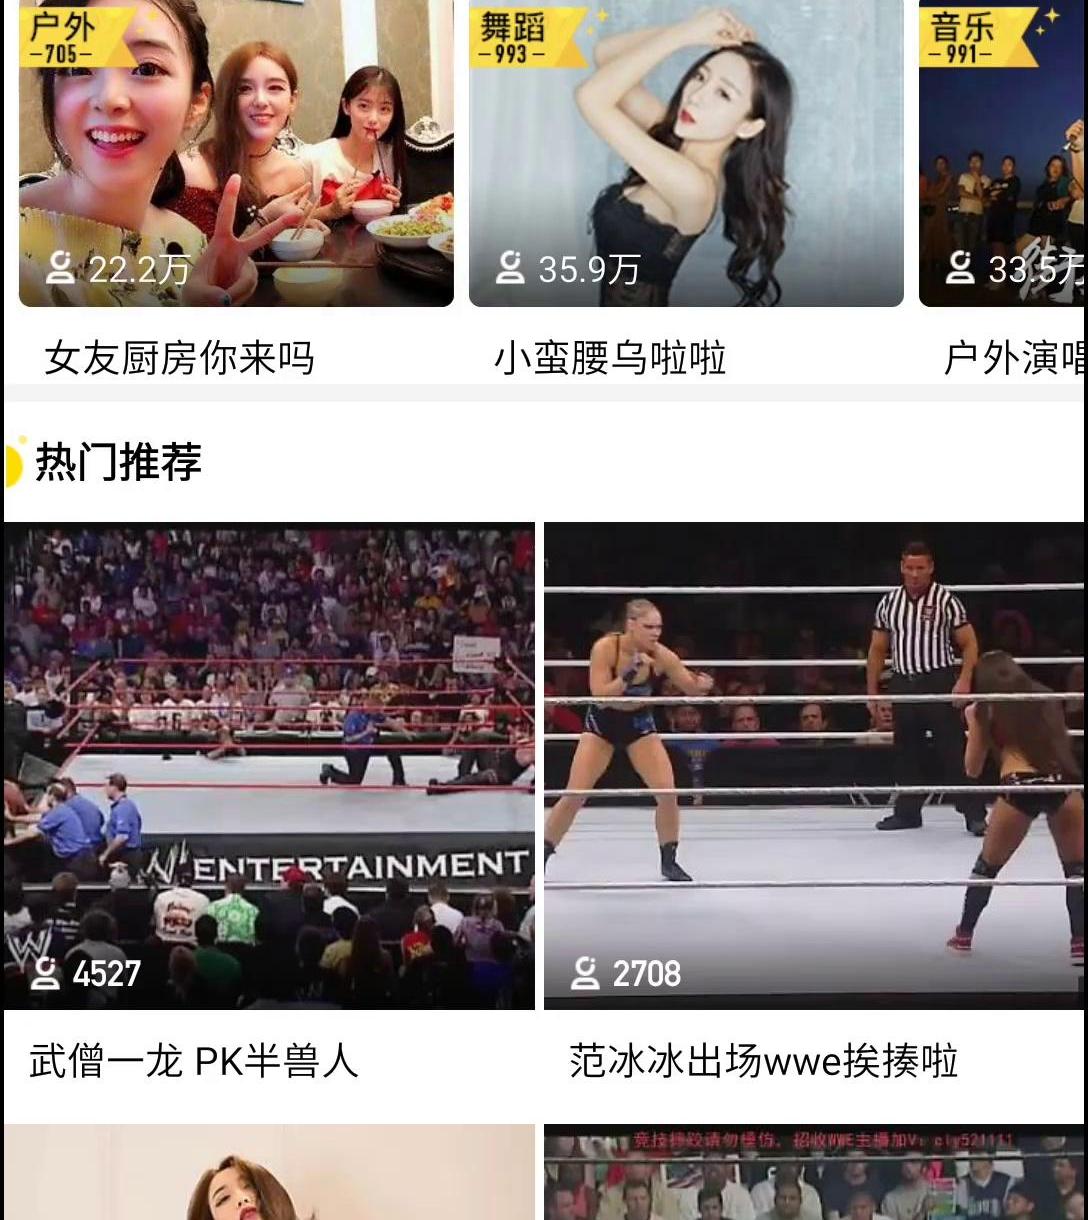 户外
-705-
舞蹈
-993-
音乐
-991-
22.2万
35.9万
33.5万
女友厨房你来吗
小蛮腰乌啦啦
户外演唱
热门推荐
ENTERTAINMENT
W
4527
2708
武僧一龙 PK半兽人
范冰冰出场wwe挨揍啦
竞技摔跤请勿模仿。招收WWE主播加V：cly521111